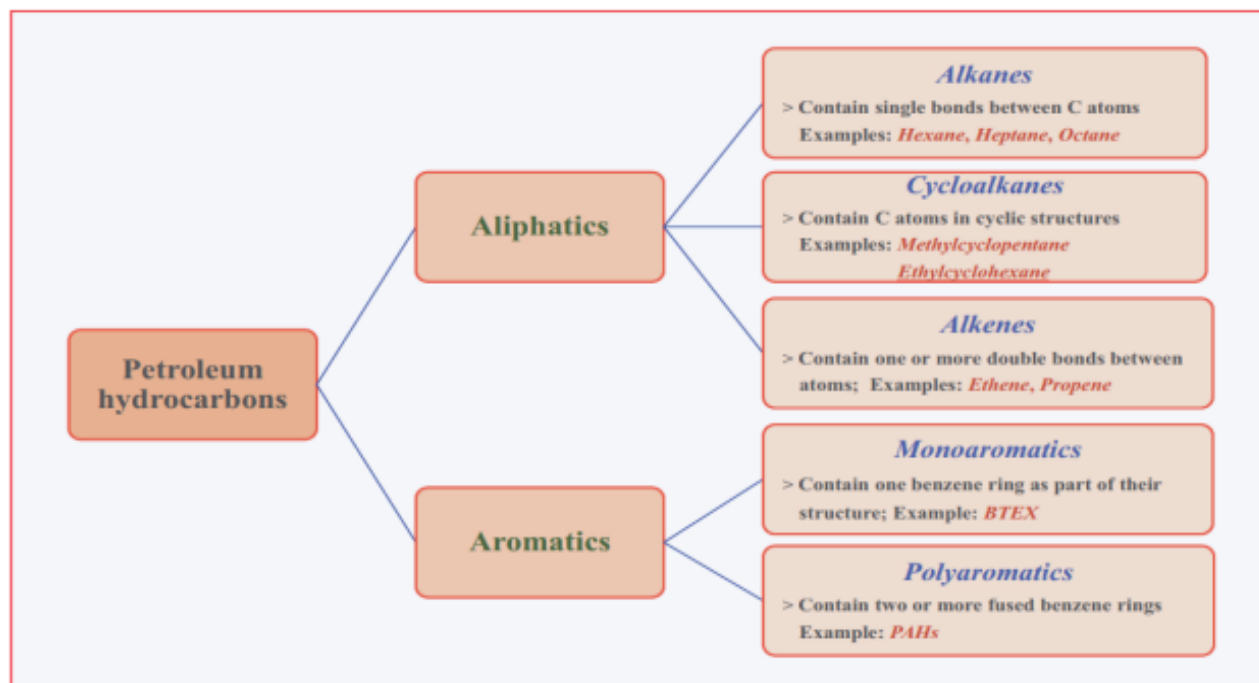 Petroleum
hydrocarbons
Aliphatics
Alkanes
> Contain single bonds between C atoms
Examples: Hexane, Heptane, Octane
Cycloalkanes
> Contain C atoms in cyclic structures
Examples: Methylcyclopentane
Ethylcyclohexane
Alkenes
> Contain one or more double bonds between
atoms; Examples: Ethene, Propene
Aromatics
Monoaromatics
> Contain one benzene ring as part of their
structure; Example: BTEX
Polyaromatics
> Contain two or more fused benzene rings
Example: PAHs